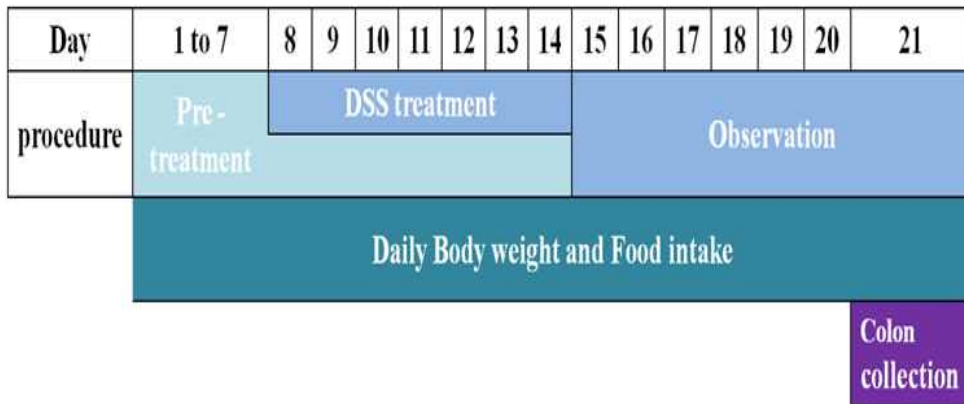 Day 1 to 7 8 9 10 11 12 13 14 15 16 17 18 19 20 21
procedure
Pre -
treatment
DSS treatment
Observation
Daily Body weight and Food intake
Colon
collection